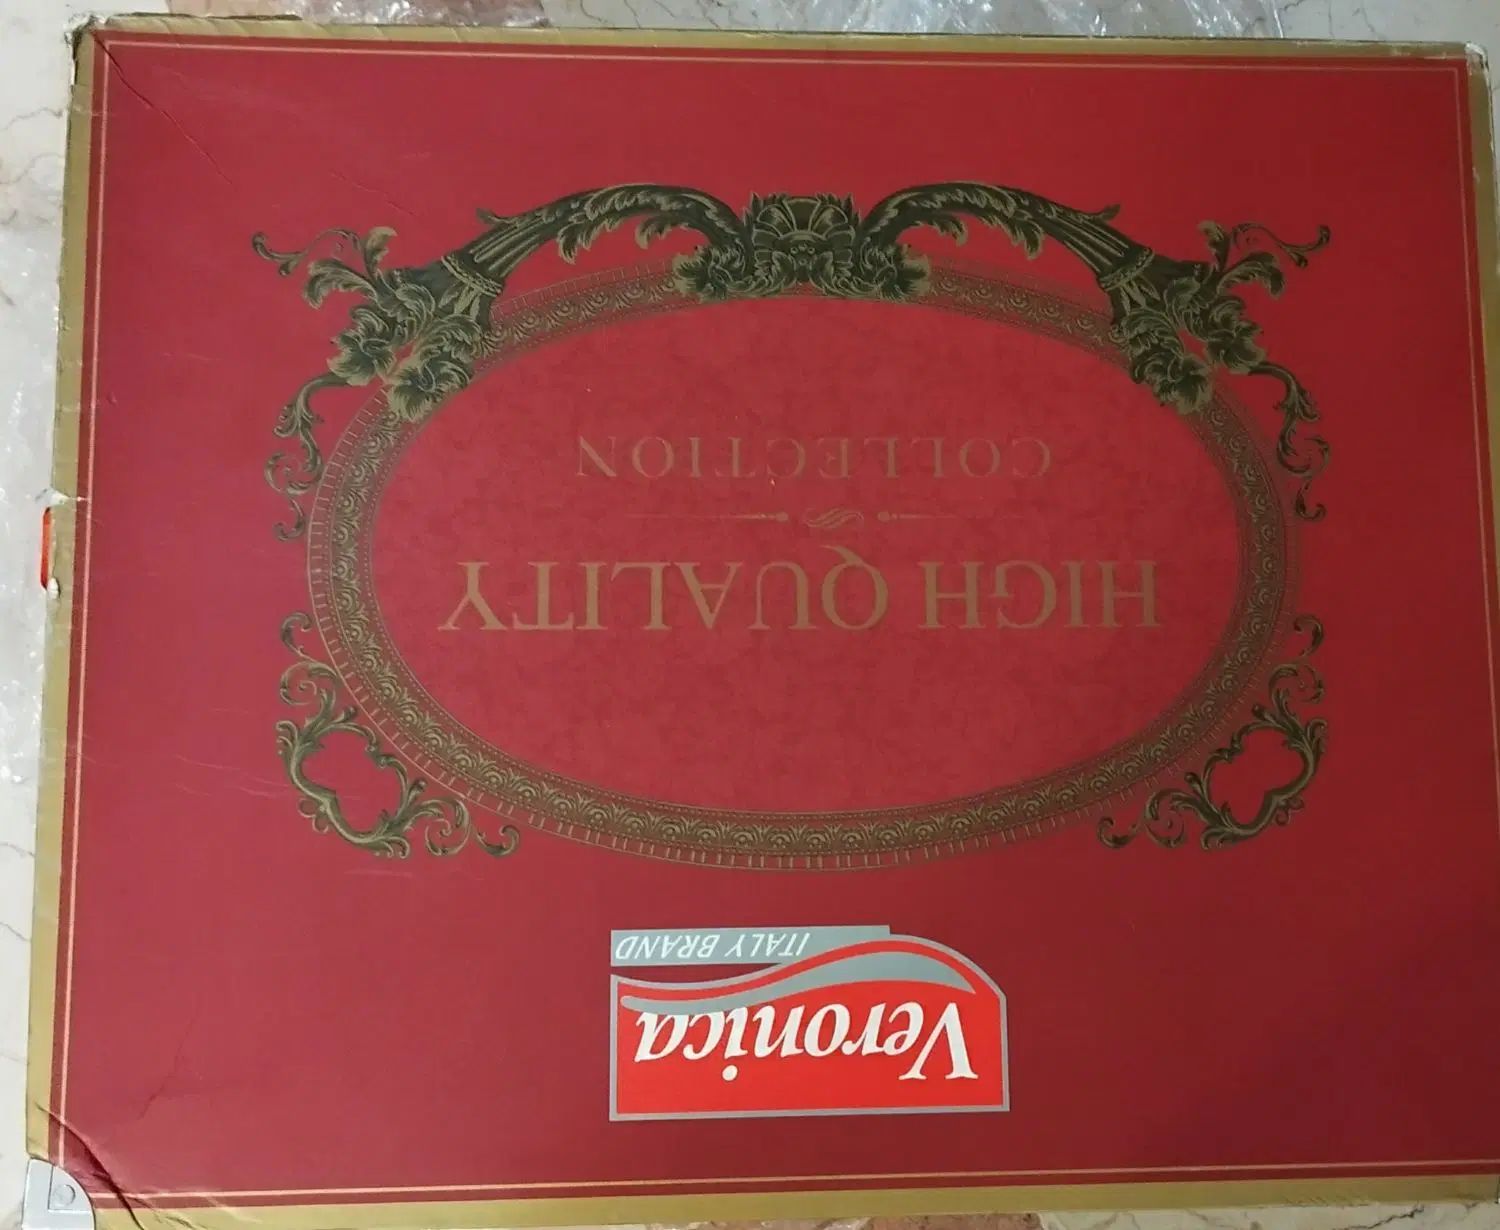 Veronica
ITALY BRAND
HIGH QUALITY
COLLECTION